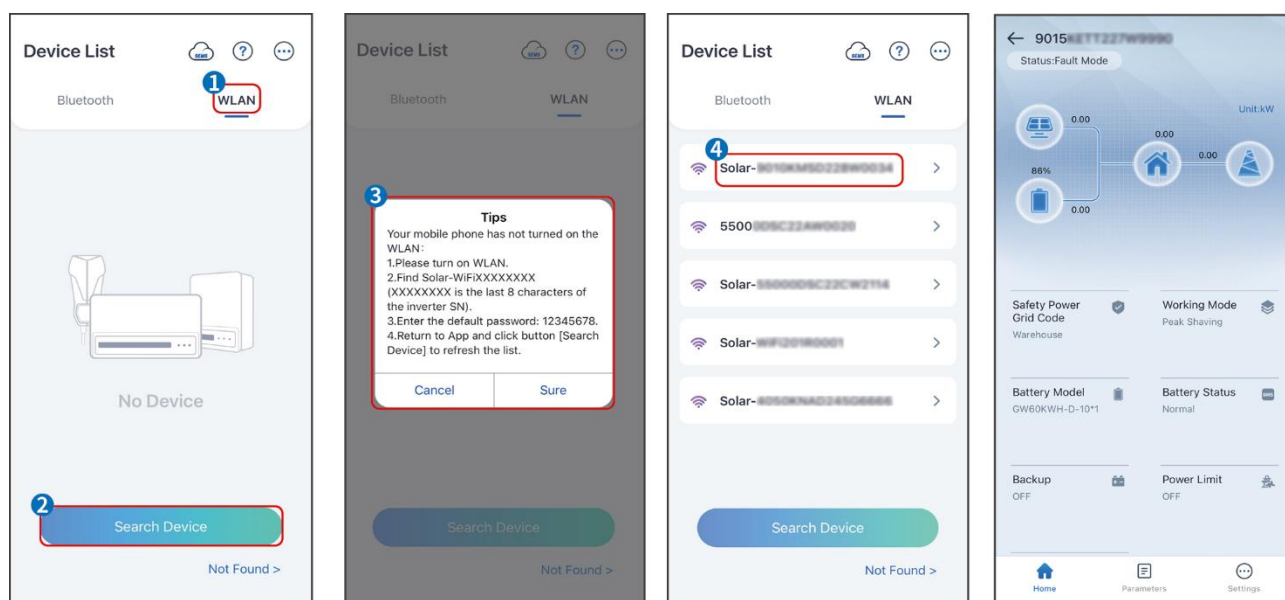 Device List
SEMS
?
1
Bluetooth
WLAN
No Device
2
Search Device
Not Found >
Device List
SEMS
?
Bluetooth
WLAN
3
Tips
Your mobile phone has not turned on the
WLAN:
1.Please turn on WLAN.
2.Find Solar-WiFiXXXXXXXX
(XXXXXXXX is the last 8 characters of
the inverter SN).
3.Enter the default password: 12345678.
4.Return to App and click button [Search
Device] to refresh the list.
Cancel
Sure
Search Device
Not Found >
Device List
SEMS
?
Bluetooth
WLAN
4
Solar-
5500
Solar-
Solar-
Solar-
Search Device
Not Found >
9015
Status:Fault Mode
Unit:kW
0.00
0.00
0.00
86%
0.00
Safety Power
Grid Code
Warehouse
Working Mode
Peak Shaving
Battery Model
GW60KWH-D-10*1
Battery Status
Normal
Backup
OFF
Power Limit
OFF
Home
Parameters
Settings